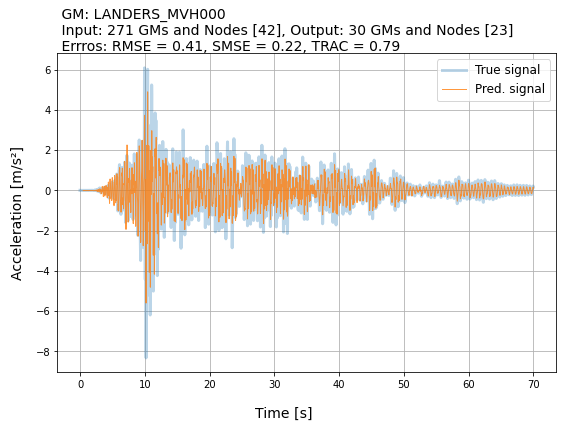 GM: LANDERS_MVH000
Input: 271 GMs and Nodes [42], Output: 30 GMs and Nodes [23]
Errros: RMSE = 0.41, SMSE = 0.22, TRAC = 0.79
True signal
Pred. signal
Acceleration [m/s²]
6
4
2
0
−2
−4
−6
−8
0 10 20 30 40 50 60 70
Time [s]